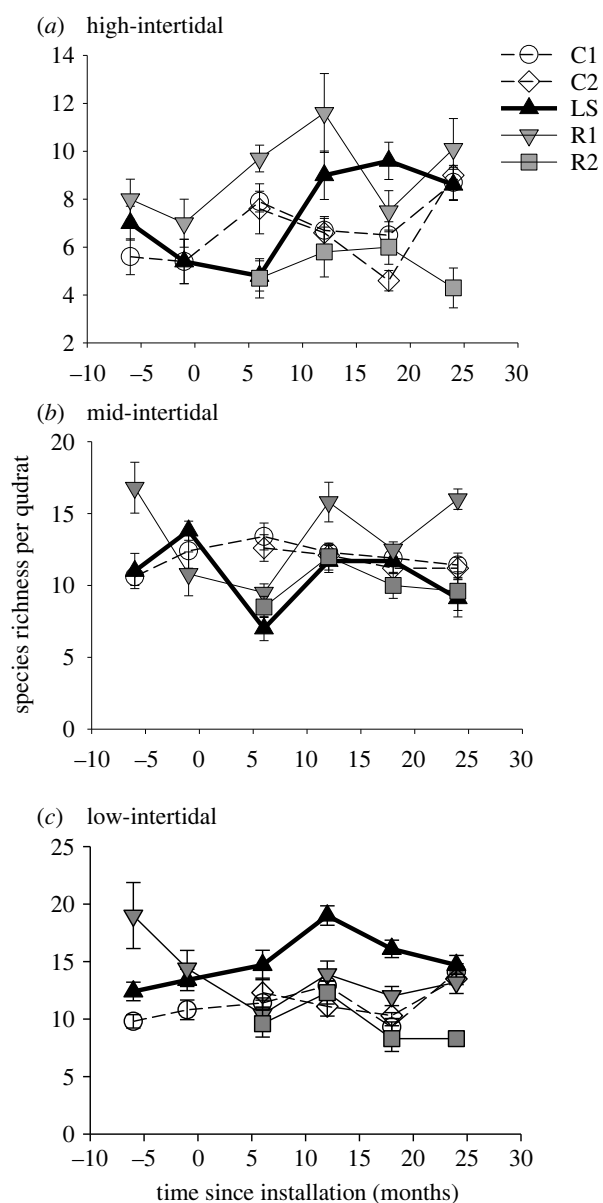 (a) high-intertidal
14
12
10
8
6
4
2
−10 −5 0 5 10 15 20 25 30
C1
C2
LS
R1
R2
(b) mid-intertidal
species richness per qudrat
20
15
10
5
0
−10 −5 0 5 10 15 20 25 30
(c) low-intertidal
25
20
15
10
5
0
−10 −5 0 5 10 15 20 25 30
time since installation (months)